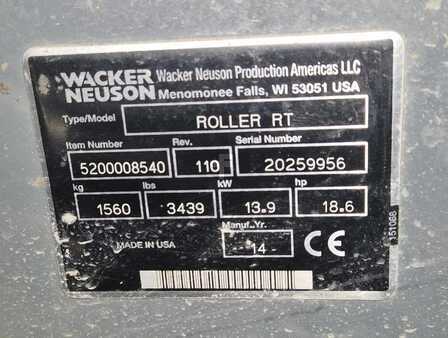 WACKER NEUSON
Wacker Neuson Production Americas LLC
Menomonee Falls, WI 53051 USA
Type/Model ROLLER RT
Item Number Rev. Serial Number
5200008540 110 20259956
kg lbs kW hp
1560 3439 13.9 18.6
Manuf. Yr.
MADE IN USA 14 CE
151088